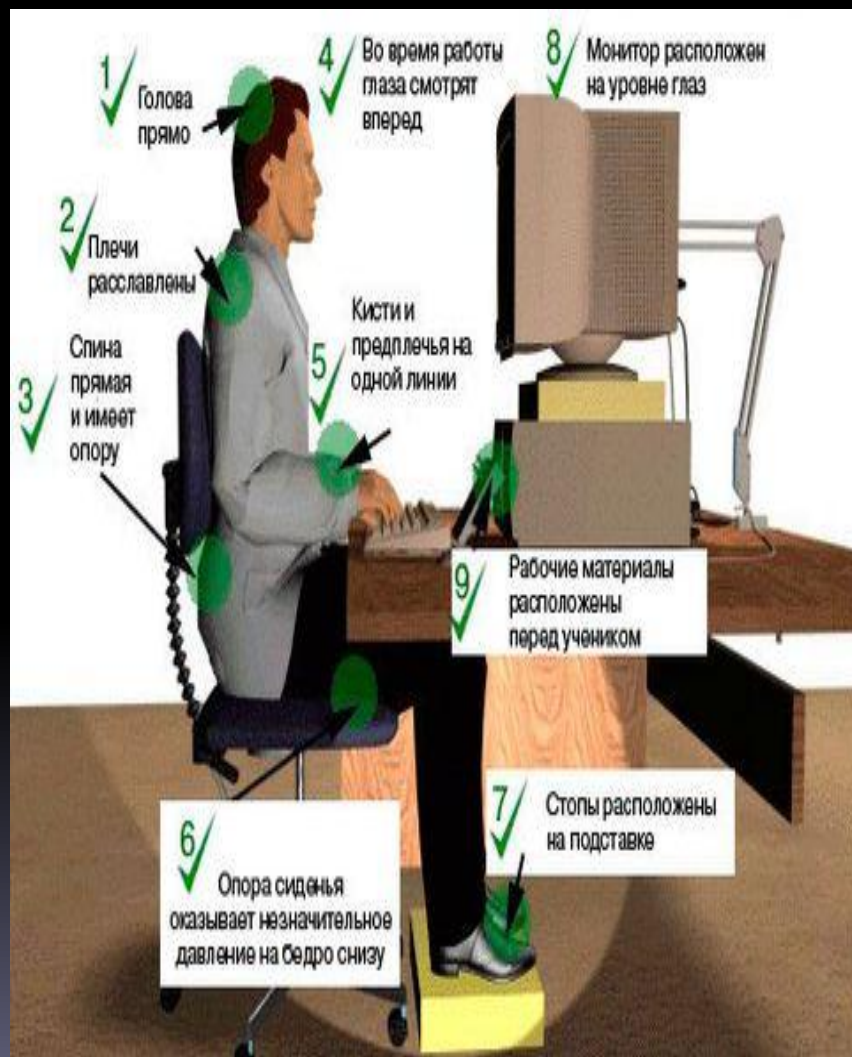 1
Голова
прямо
2
Плечи
расславлены
3
Спина
прямая
и имеет
опору
4
Во время работы
глаза смотрят
вперед
5
Кисти и
предплечья на
одной линии
6
Опора сиденья
оказывает незначительное
давление на бедро снизу
7
Стопы расположены
на подставке
8
Монитор расположен
на уровне глаз
9
Рабочие материалы
расположены
перед учеником